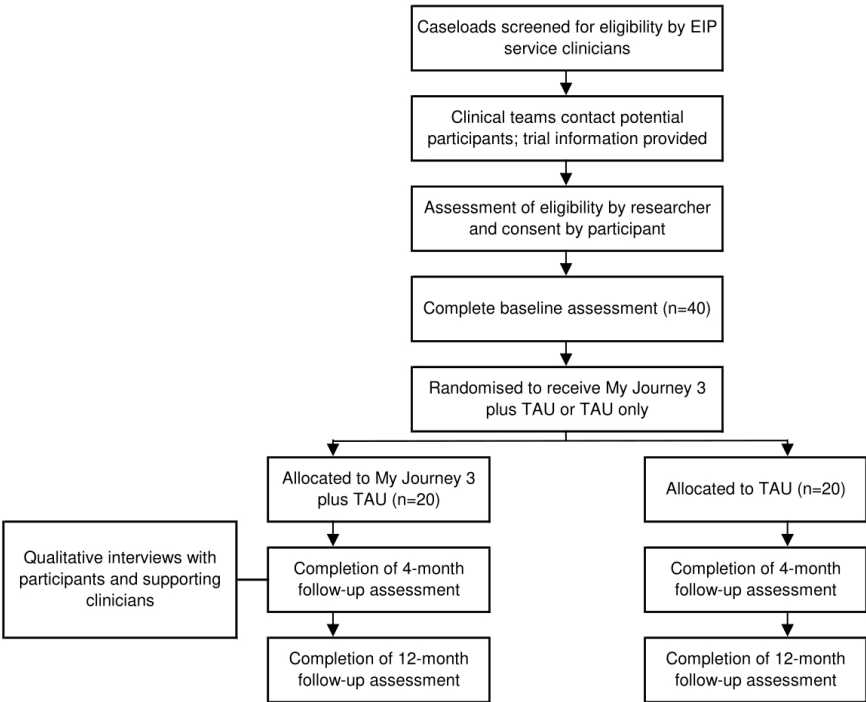 Caseloads screened for eligibility by EIP
service clinicians
Clinical teams contact potential
participants; trial information provided
Assessment of eligibility by researcher
and consent by participant
Complete baseline assessment (n=40)
Randomised to receive My Journey 3
plus TAU or TAU only
Allocated to My Journey 3
plus TAU (n=20)
Allocated to TAU (n=20)
Qualitative interviews with
participants and supporting
clinicians
Completion of 4-month
follow-up assessment
Completion of 4-month
follow-up assessment
Completion of 12-month
follow-up assessment
Completion of 12-month
follow-up assessment